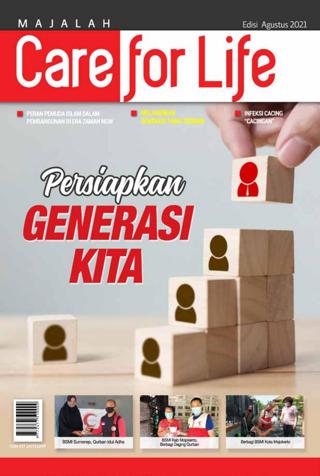 MAJALAH
Edisi Agustus 2021
Care for Life
PERAN PEMUDA ISLAM DALAM
PEMBANGUNAN DI ERA ZAMAN NOW
INFEKSI CACING
"CACINGAN"
Persiapkan
GENERASI
KITA
BSMI Sumenep, Qurban Idul Adha
BSMI Kab Mojokerto,
Berbagi Daging Qurban
Berbagi BSMI Kota Mojokerto